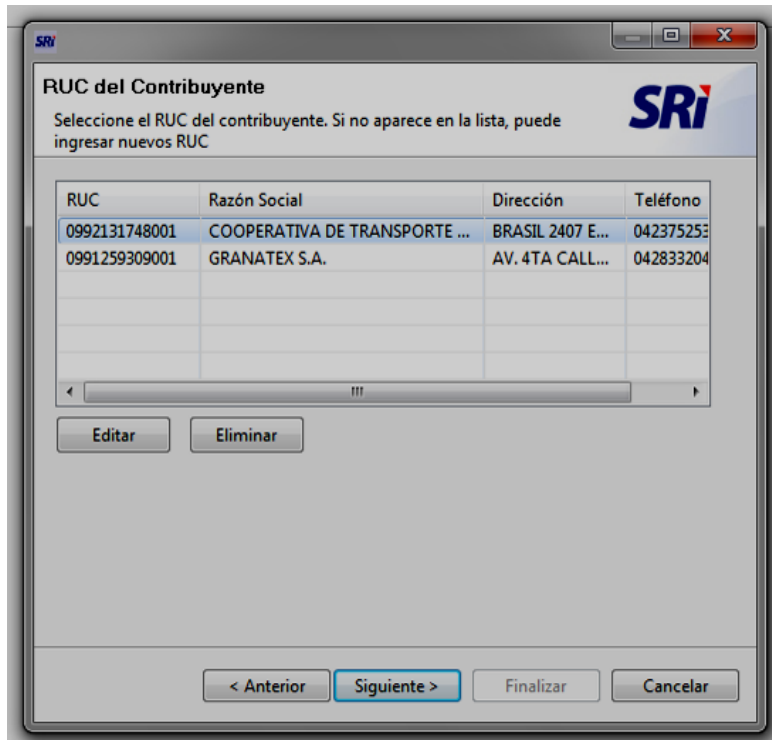 SRi
RUC del Contribuyente
Seleccione el RUC del contribuyente. Si no aparece en la lista, puede
ingresar nuevos RUC
SRi
RUC Razón Social Dirección Teléfono
0992131748001 COOPERATIVA DE TRANSPORTE ... BRASIL 2407 E...042375253
0991259309001 GRANATEX S.A. AV. 4TA CALL...042833204
Editar Eliminar
< Anterior Siguiente > Finalizar Cancelar